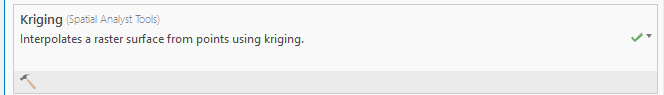 Kriging (Spatial Analyst Tools)
Interpolates a raster surface from points using kriging.